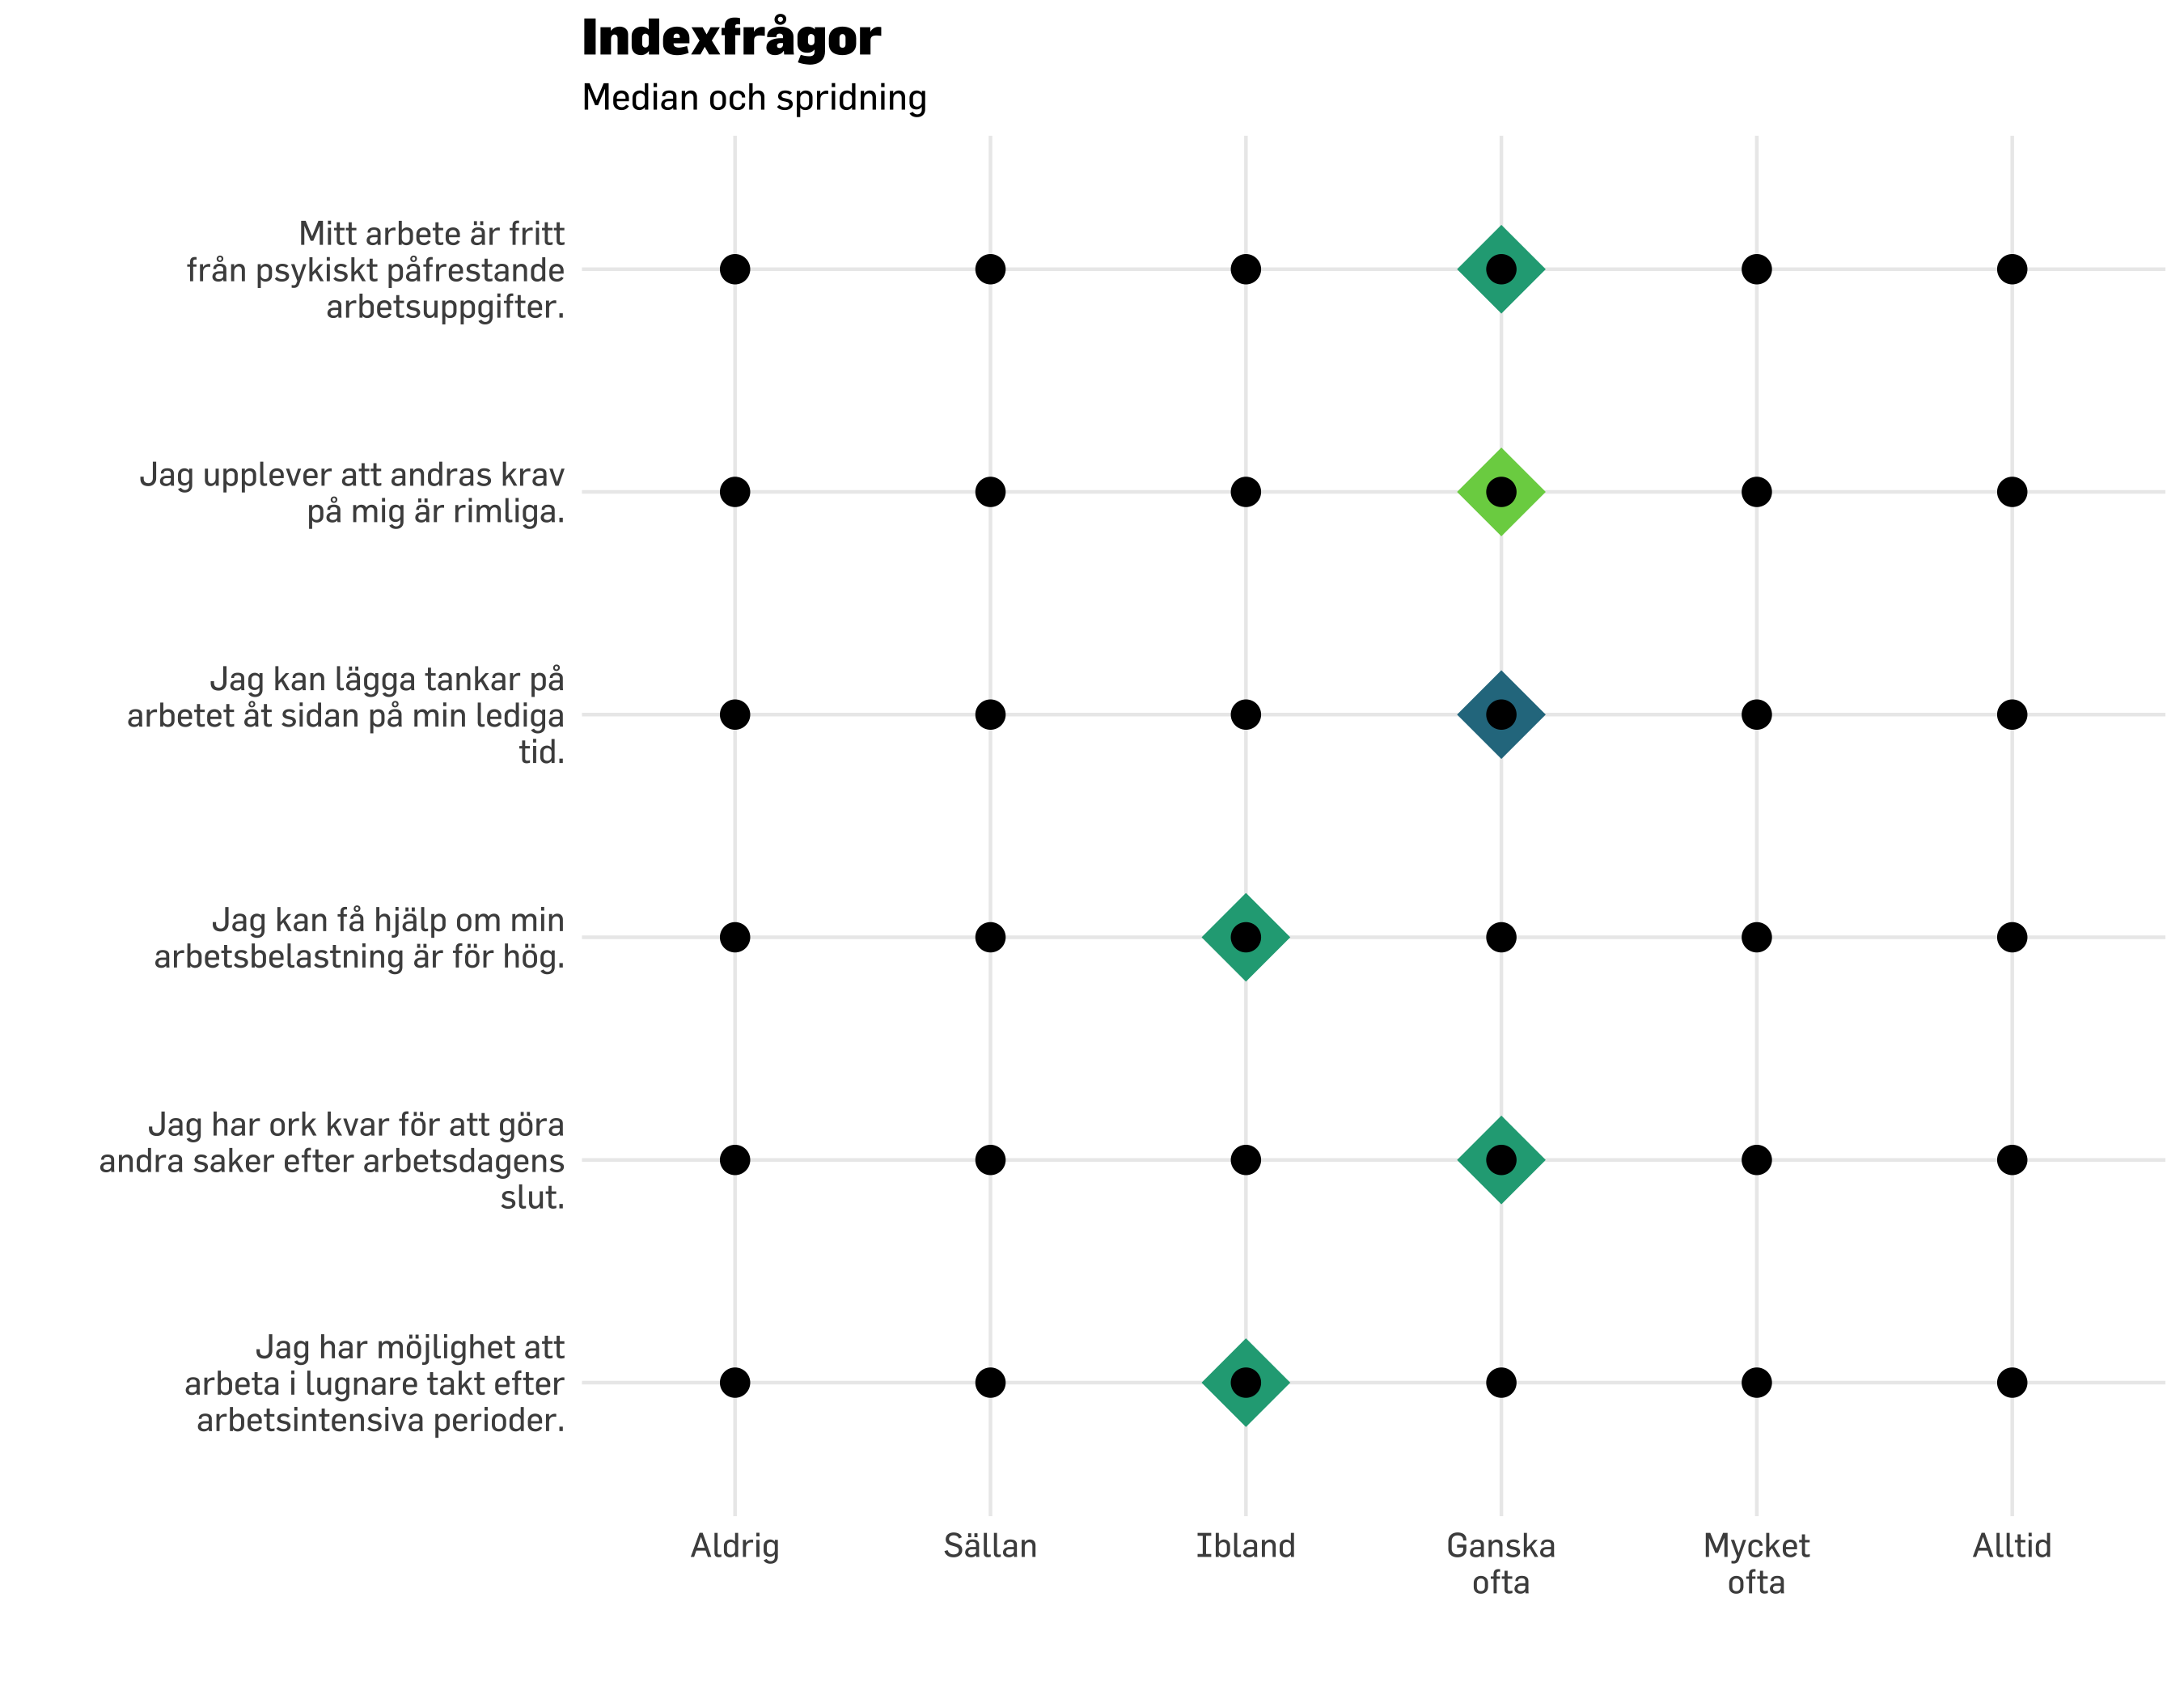 Indexfrågor
Median och spridning
Mitt arbete är fritt
från psykiskt påfrestande
arbetsuppgifter.
Jag upplever att andras krav
på mig är rimliga.
Jag kan lägga tankar på
arbetet åt sidan på min lediga
tid.
Jag kan få hjälp om min
arbetsbelastning är för hög.
Jag har ork kvar för att göra
andra saker efter arbetsdagens
slut.
Jag har möjlighet att
arbeta i lugnare takt efter
arbetsintensiva perioder.
Aldrig
Sällan
Ibland
Ganska
ofta
Mycket
ofta
Alltid